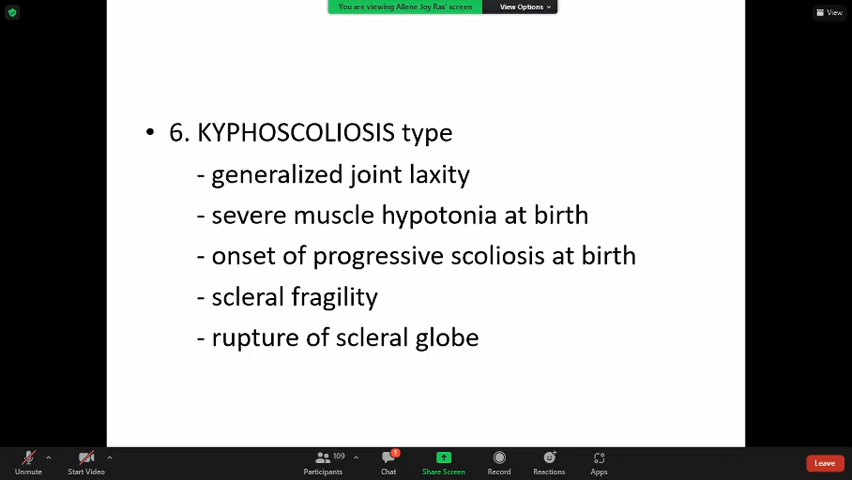 You are viewing Allene Joy Ras' screen
View Options
View
• 6. KYPHOSCOLIOSIS type
- generalized joint laxity
- severe muscle hypotonia at birth
- onset of progressive scoliosis at birth
- scleral fragility
- rupture of scleral globe
109
1
Unmute
Start Video
Participants
Chat
Share Screen
Record
Reactions
Apps
Leave